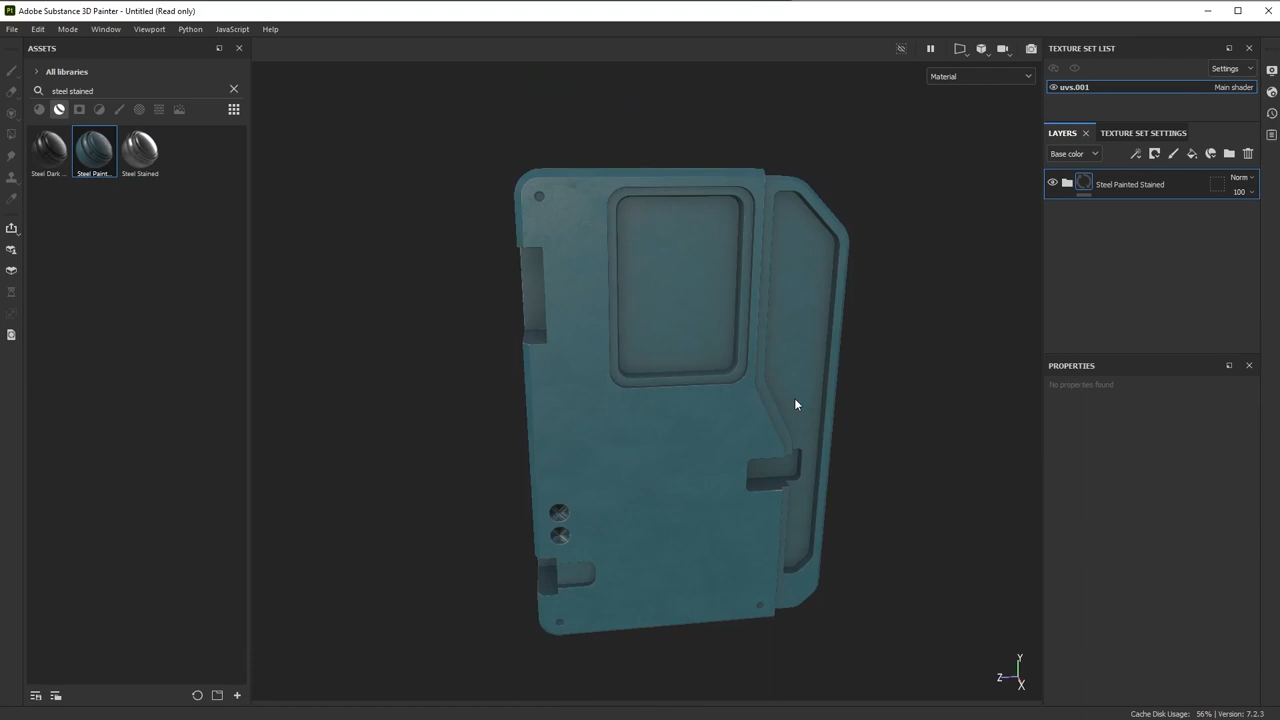 Pt Adobe Substance 3D Painter - Untitled (Read only)
File Edit Mode Window Viewport Python JavaScript Help
ASSETS
All libraries
steel stained
Steel Dark ...
Steel Paint...
Steel Stained
Material
TEXTURE SET LIST
Settings
uvs.001 Main shader
LAYERS TEXTURE SET SETTINGS
Base color
Steel Painted Stained
Norm
100
PROPERTIES
No properties found
Y
Z
X
Cache Disk Usage: 56% | Version: 7.2.3